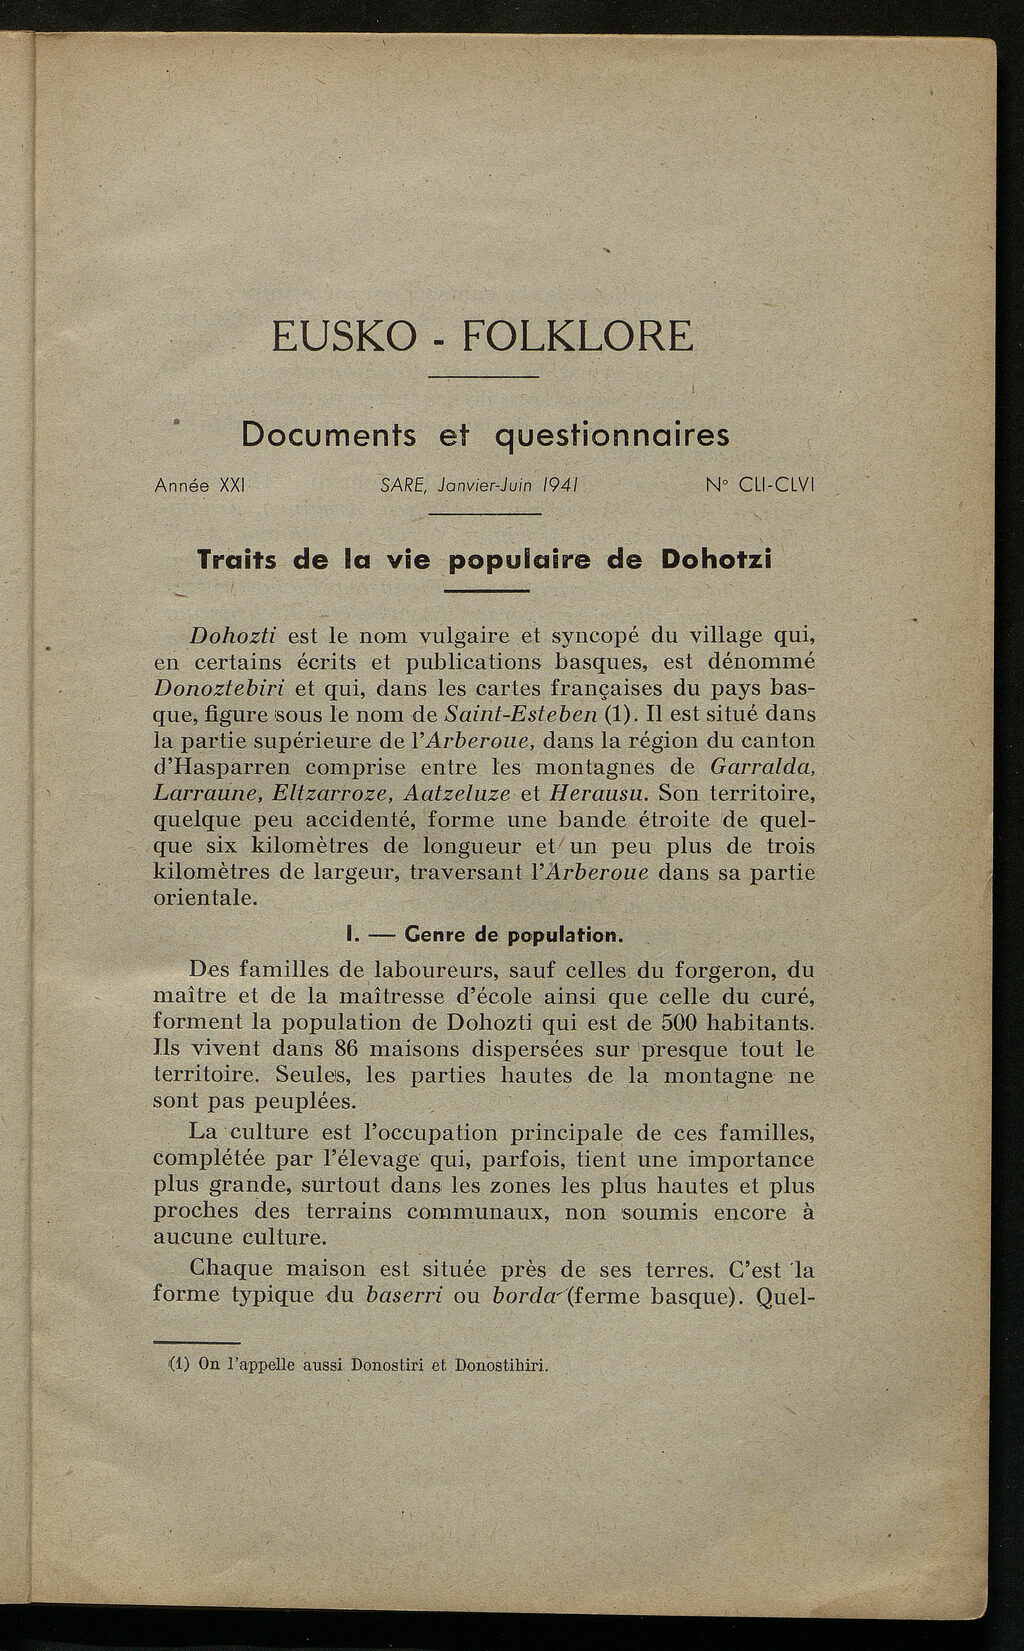 EUSKO - FOLKLORE
Documents et questionnaires
Année XXI SARE, Janvier-Juin 1941 N° CLI-CLVI
Traits de la vie populaire de Dohotzi
Dohozti est le nom vulgaire et syncopé du village qui,
en certains écrits et publications basques, est dénommé
Donoztebiri et qui, dans les cartes françaises du pays bas-
que, figure sous le nom de Saint-Esteben (1). Il est situé dans
la partie supérieure de l'Arberoue, dans la région du canton
d'Hasparren comprise entre les montagnes de Garralda,
Larraune, Eltzarroze, Aatzeluze et Herausu. Son territoire,
quelque peu accidenté, forme une bande étroite de quel-
que six kilomètres de longueur et un peu plus de trois
kilomètres de largeur, traversant l'Arberoue dans sa partie
orientale.
I. — Genre de population.
Des familles de laboureurs, sauf celles du forgeron, du
maître et de la maîtresse d'école ainsi que celle du curé,
forment la population de Dohozti qui est de 500 habitants.
Ils vivent dans 86 maisons dispersées sur presque tout le
territoire. Seules, les parties hautes de la montagne ne
sont pas peuplées.
La culture est l'occupation principale de ces familles,
complétée par l'élevage qui, parfois, tient une importance
plus grande, surtout dans les zones les plus hautes et plus
proches des terrains communaux, non soumis encore à
aucune culture.
Chaque maison est située près de ses terres. C'est la
forme typique du baserri ou borda (ferme basque). Quel-
(1) On l'appelle aussi Donostiri et Donostihiri.